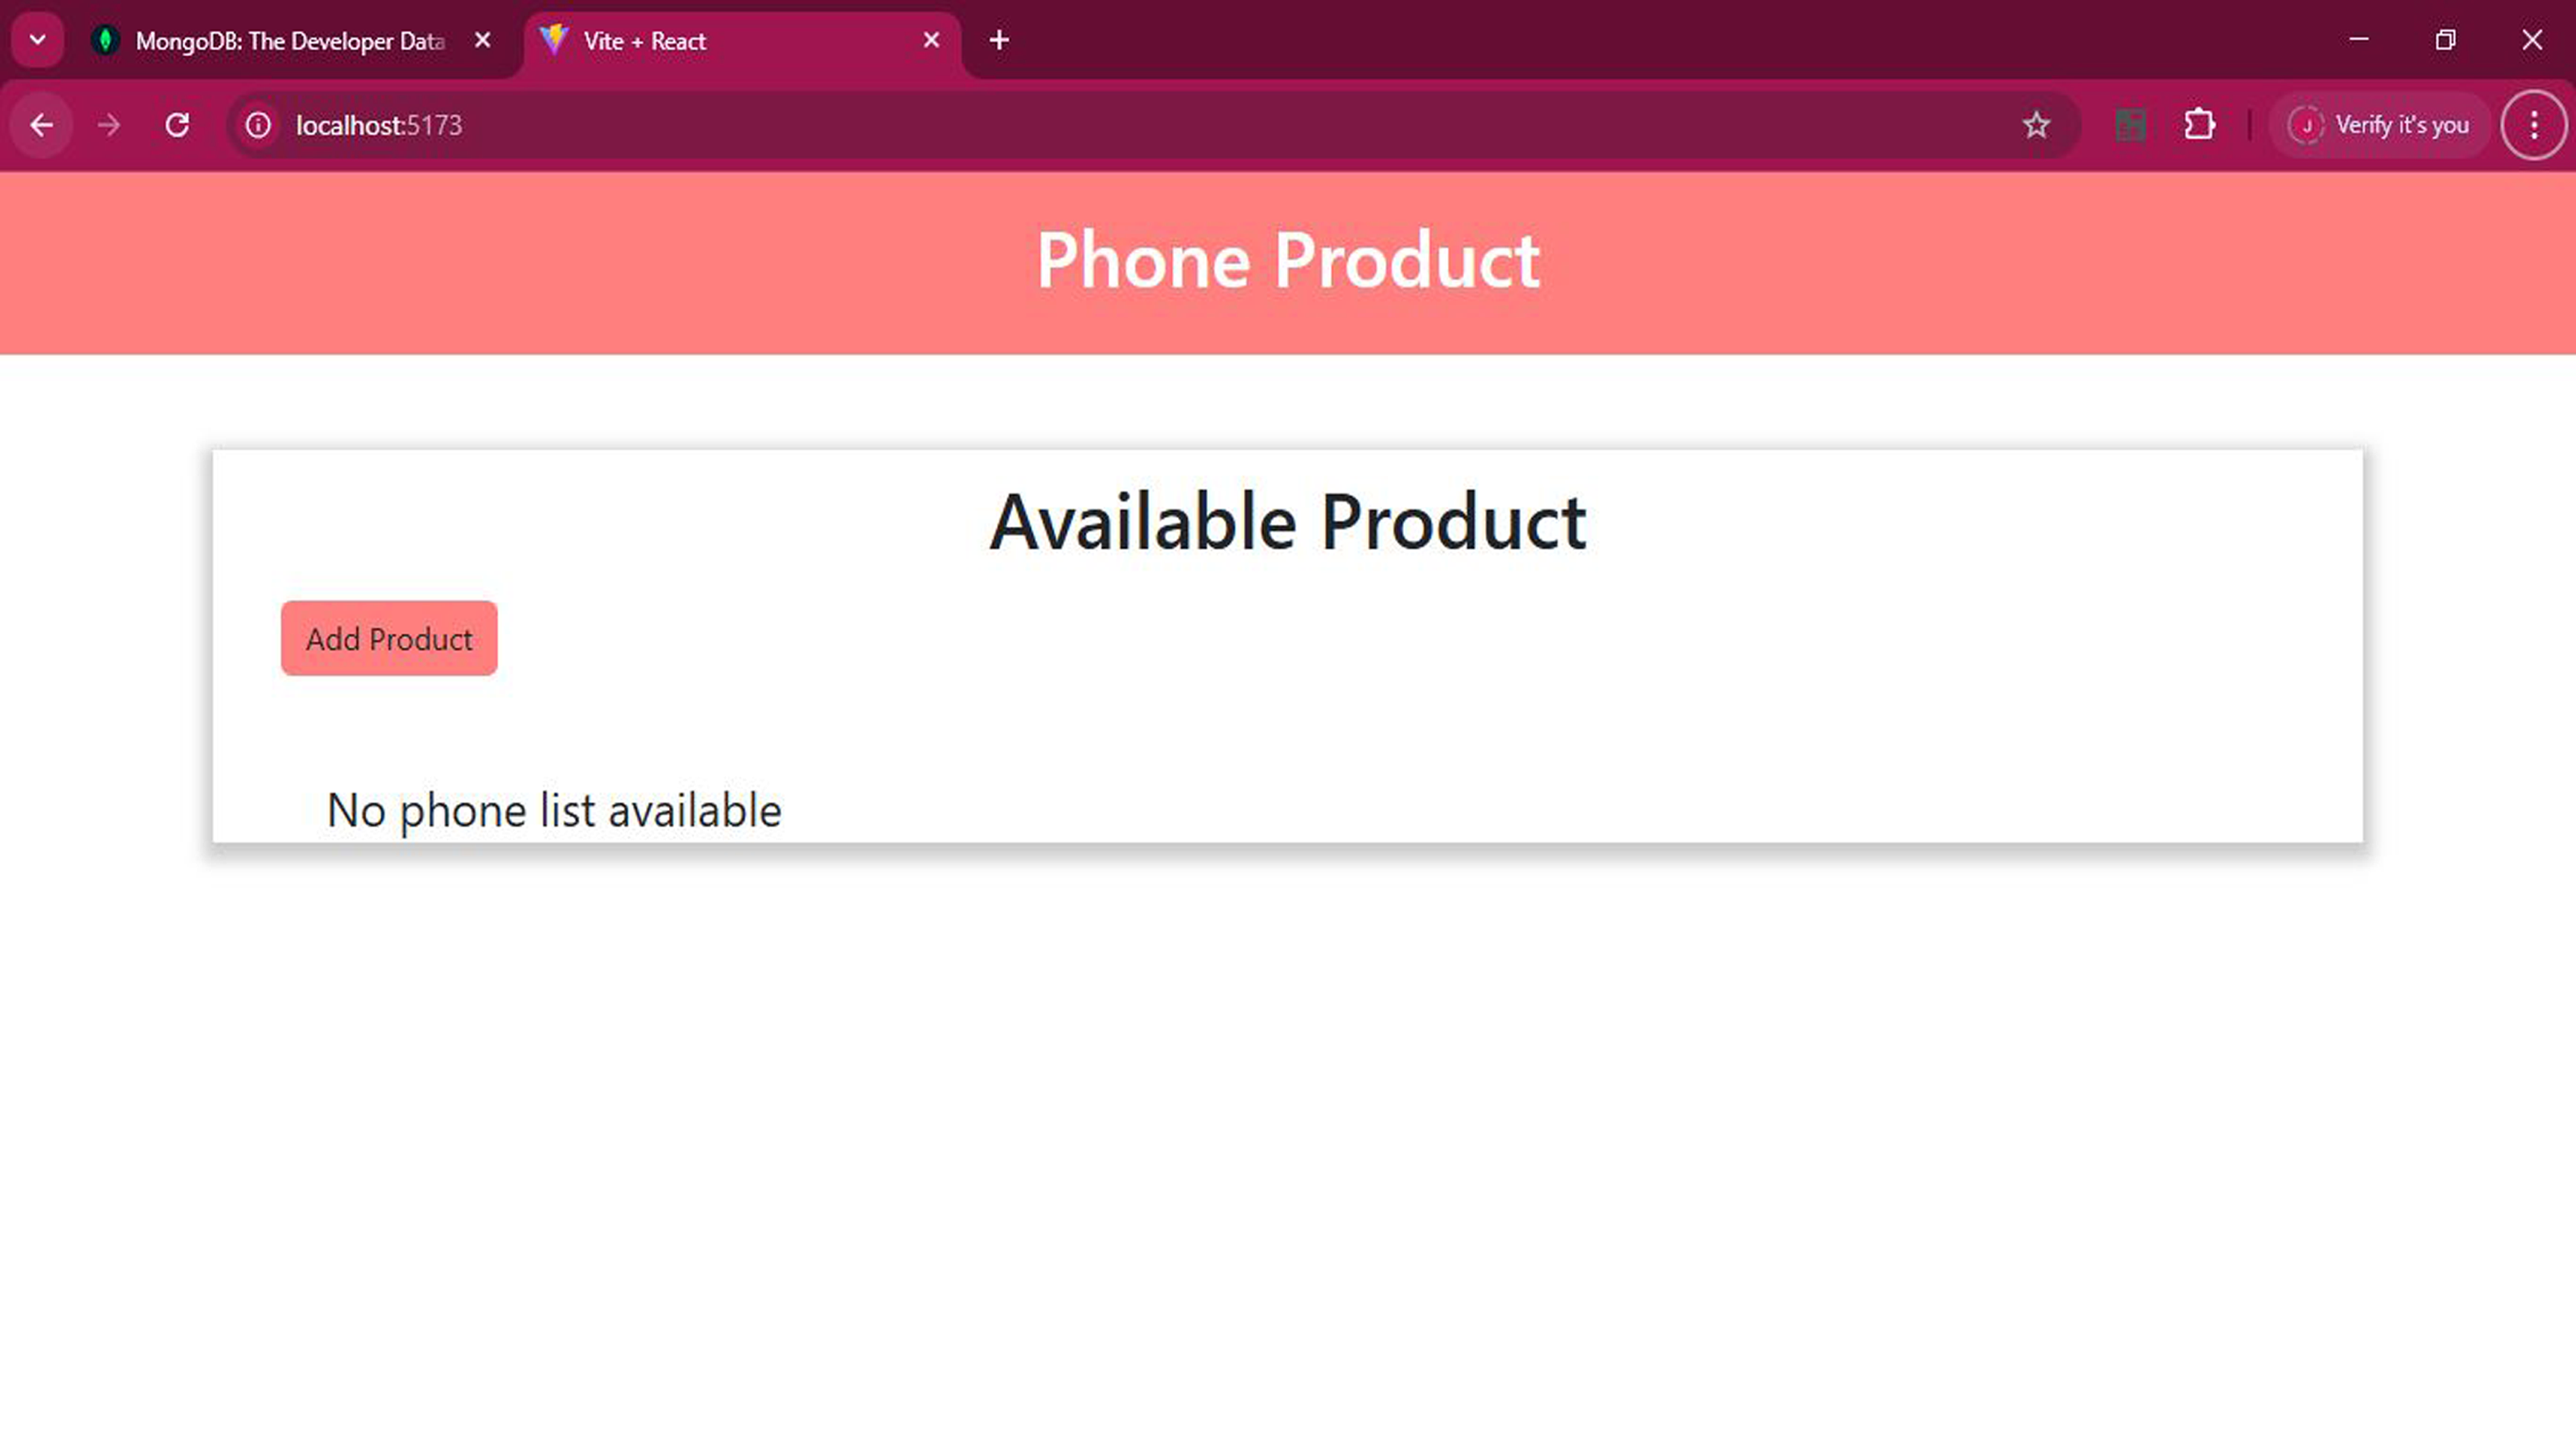 MongoDB: The Developer Data
Vite + React
localhost:5173
J
Verify it's you
Phone Product
Available Product
Add Product
No phone list available